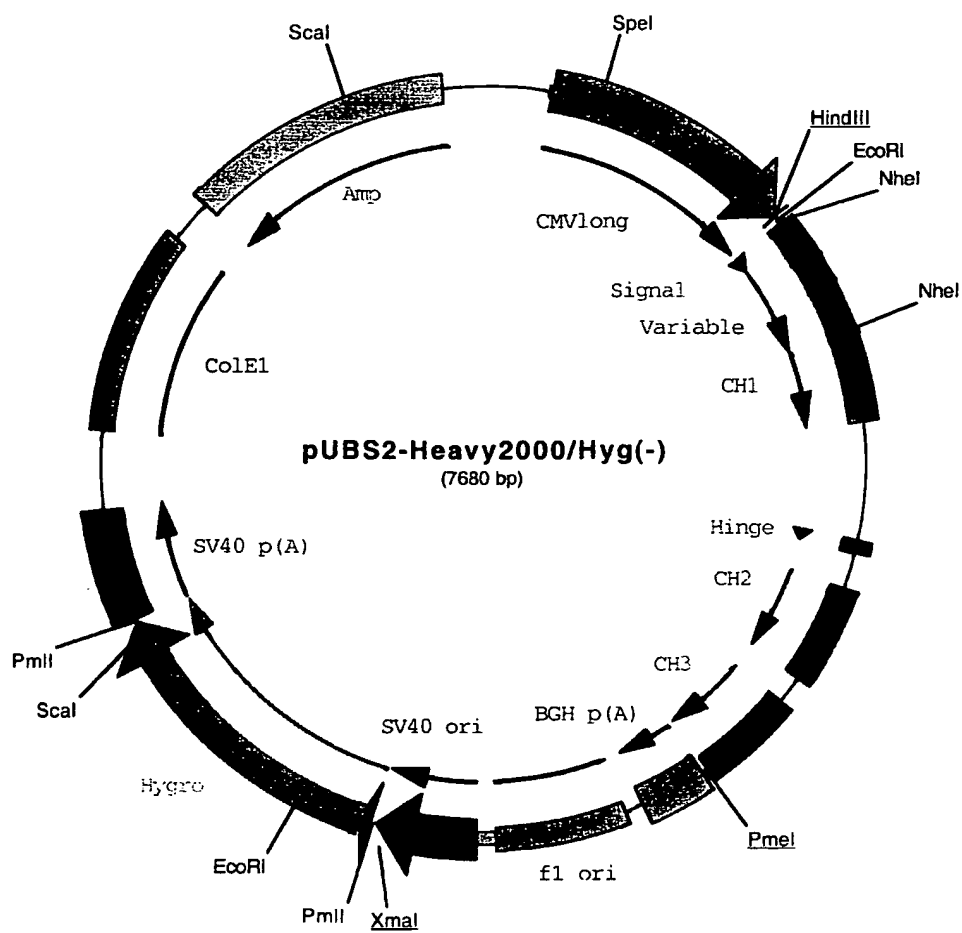 ScaI
SpeI
HindIII
EcoRI
NheI
Amp
CMVlong
Signal
Variable
NheI
ColE1
CH1
pUBS2-Heavy2000/Hyg(-)
(7680 bp)
Hinge
SV40 p(A)
CH2
PmlI
CH3
ScaI
BGH p(A)
SV40 ori
Hygro
PmeI
EcoRI
f1 ori
PmlI
XmaI